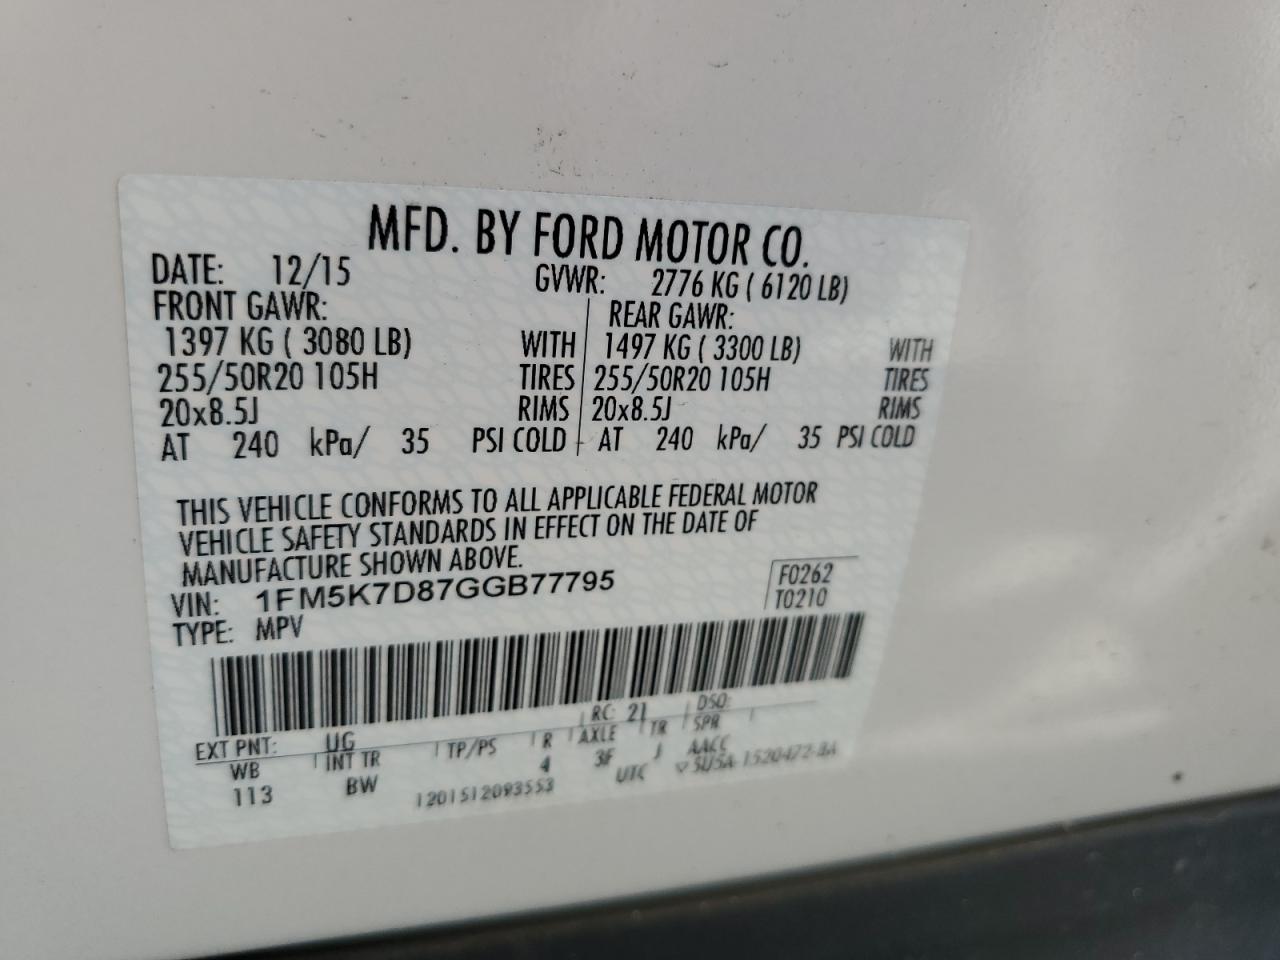 MFD. BY FORD MOTOR CO.
DATE: 12/15 GVWR: 2776 KG ( 6120 LB)
FRONT GAWR: REAR GAWR:
1397 KG ( 3080 LB) WITH 1497 KG ( 3300 LB) WITH
255/50R20 105H TIRES 255/50R20 105H TIRES
20x8.5J RIMS 20x8.5J RIMS
AT 240 kPa/ 35 PSI COLD AT 240 kPa/ 35 PSI COLD
THIS VEHICLE CONFORMS TO ALL APPLICABLE FEDERAL MOTOR
VEHICLE SAFETY STANDARDS IN EFFECT ON THE DATE OF
MANUFACTURE SHOWN ABOVE.
VIN: 1FM5K7D87GGB77795 F0262
TYPE: MPV T0210
EXT PNT: UG RC: 21 DSO:
WB INT TR TP/PS R AXLE TR SPR
113 BW 4 3F J AACC
1201512093553 UTC 5U5A-1520472-BA